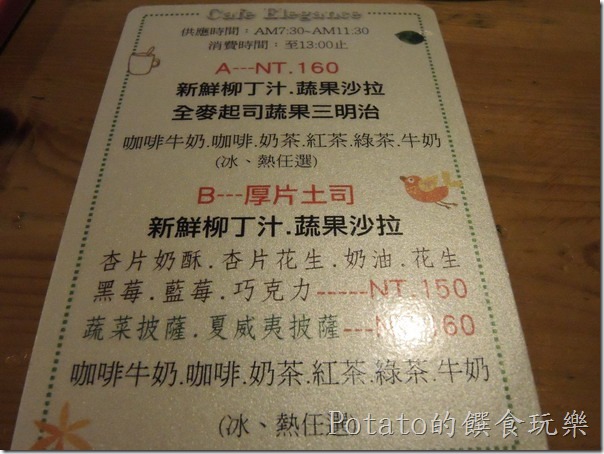 Cafe Elegance
供應時間：AM7:30~AM11:30
消費時間：至13:00止
A---NT.160
新鮮柳丁汁.蔬果沙拉
全麥起司蔬果三明治
咖啡牛奶.咖啡.奶茶.紅茶.綠茶.牛奶
(冰、熱任選)
B---厚片土司
新鮮柳丁汁.蔬果沙拉
杏片奶酥.杏片花生.奶油.花生
黑莓.藍莓.巧克力-----NT 150
蔬菜披薩.夏威夷披薩---NT 160
咖啡牛奶.咖啡.奶茶.紅茶.綠茶.牛奶
(冰、熱任選)
Potato的饌食玩樂